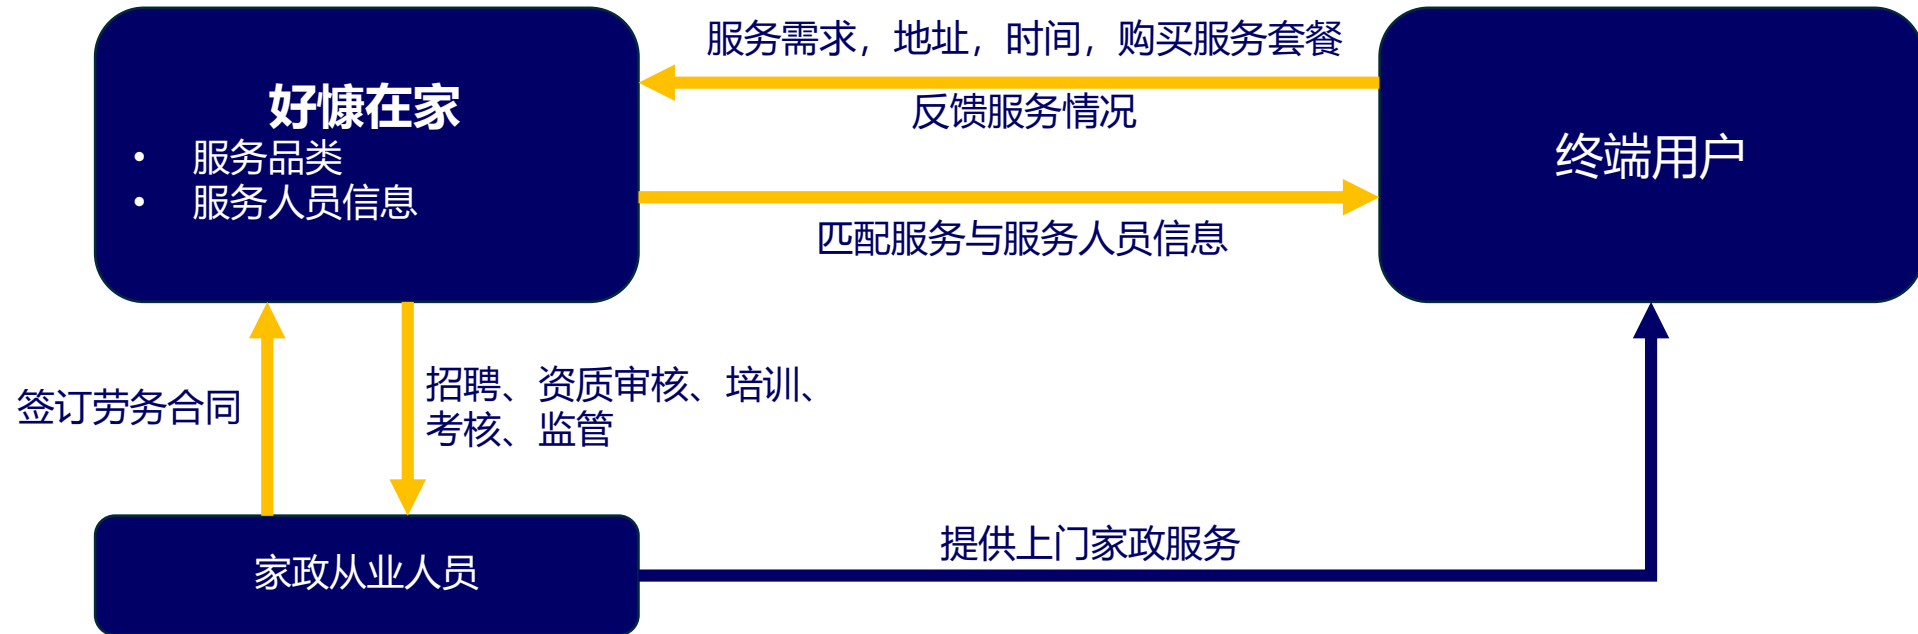 服务需求，地址，时间，购买服务套餐
好慷在家
反馈服务情况
• 服务品类
• 服务人员信息
终端用户
匹配服务与服务人员信息
签订劳务合同
招聘、资质审核、培训、
考核、监管
提供上门家政服务
家政从业人员